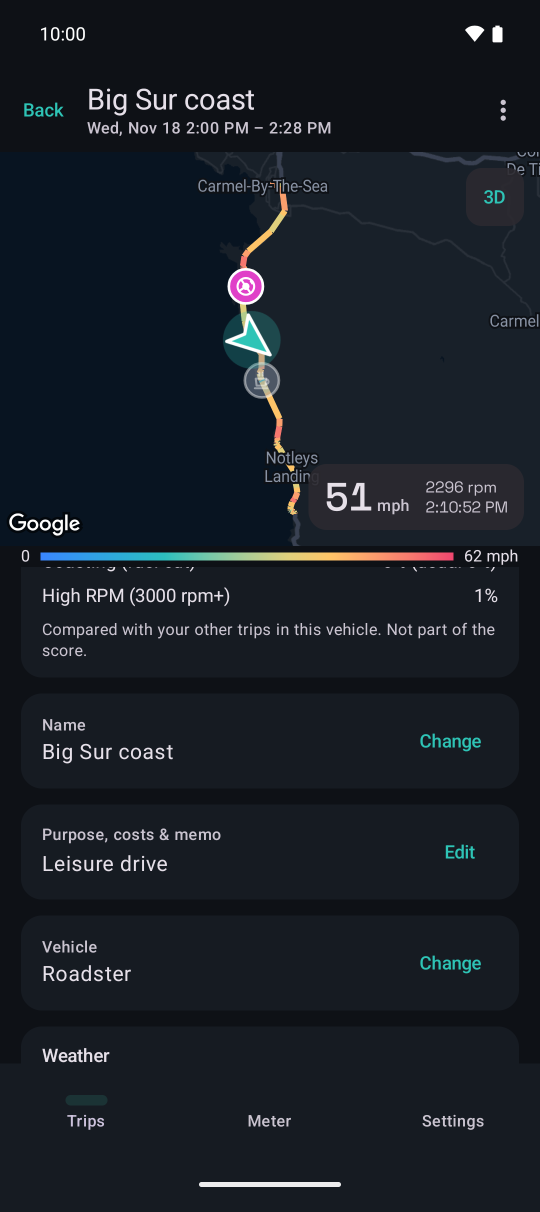 10:00
Back
Big Sur coast
Wed, Nov 18 2:00 PM – 2:28 PM
De Ti
Carmel-By-The-Sea
3D
Carmel
Notleys
Landing
51 mph
2296 rpm
2:10:52 PM
Google
0
62 mph
High RPM (3000 rpm+)
1%
Compared with your other trips in this vehicle. Not part of the
score.
Name
Big Sur coast
Change
Purpose, costs & memo
Leisure drive
Edit
Vehicle
Roadster
Change
Weather
Trips
Meter
Settings